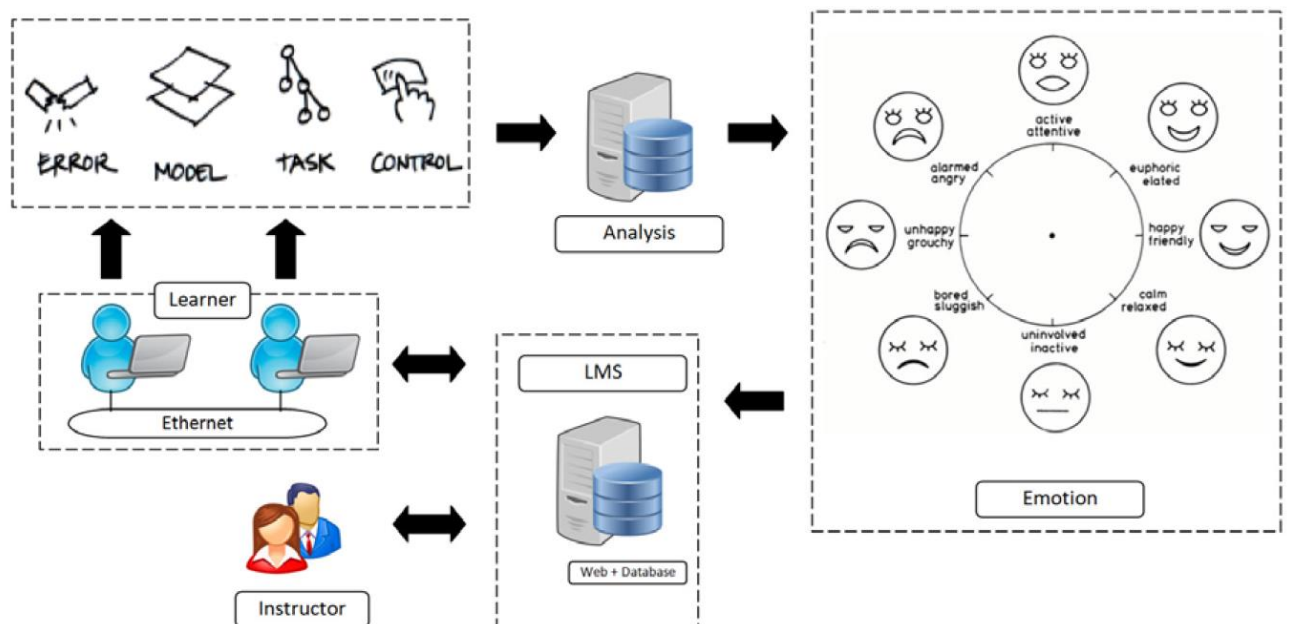 ERROR
MODEL
TASK
CONTROL
Analysis
active
attentive
euphoric
elated
happy
friendly
calm
relaxed
uninvolved
inactive
bored
sluggish
unhappy
grouchy
alarmed
angry
Emotion
Learner
Ethernet
LMS
Web + Database
Instructor